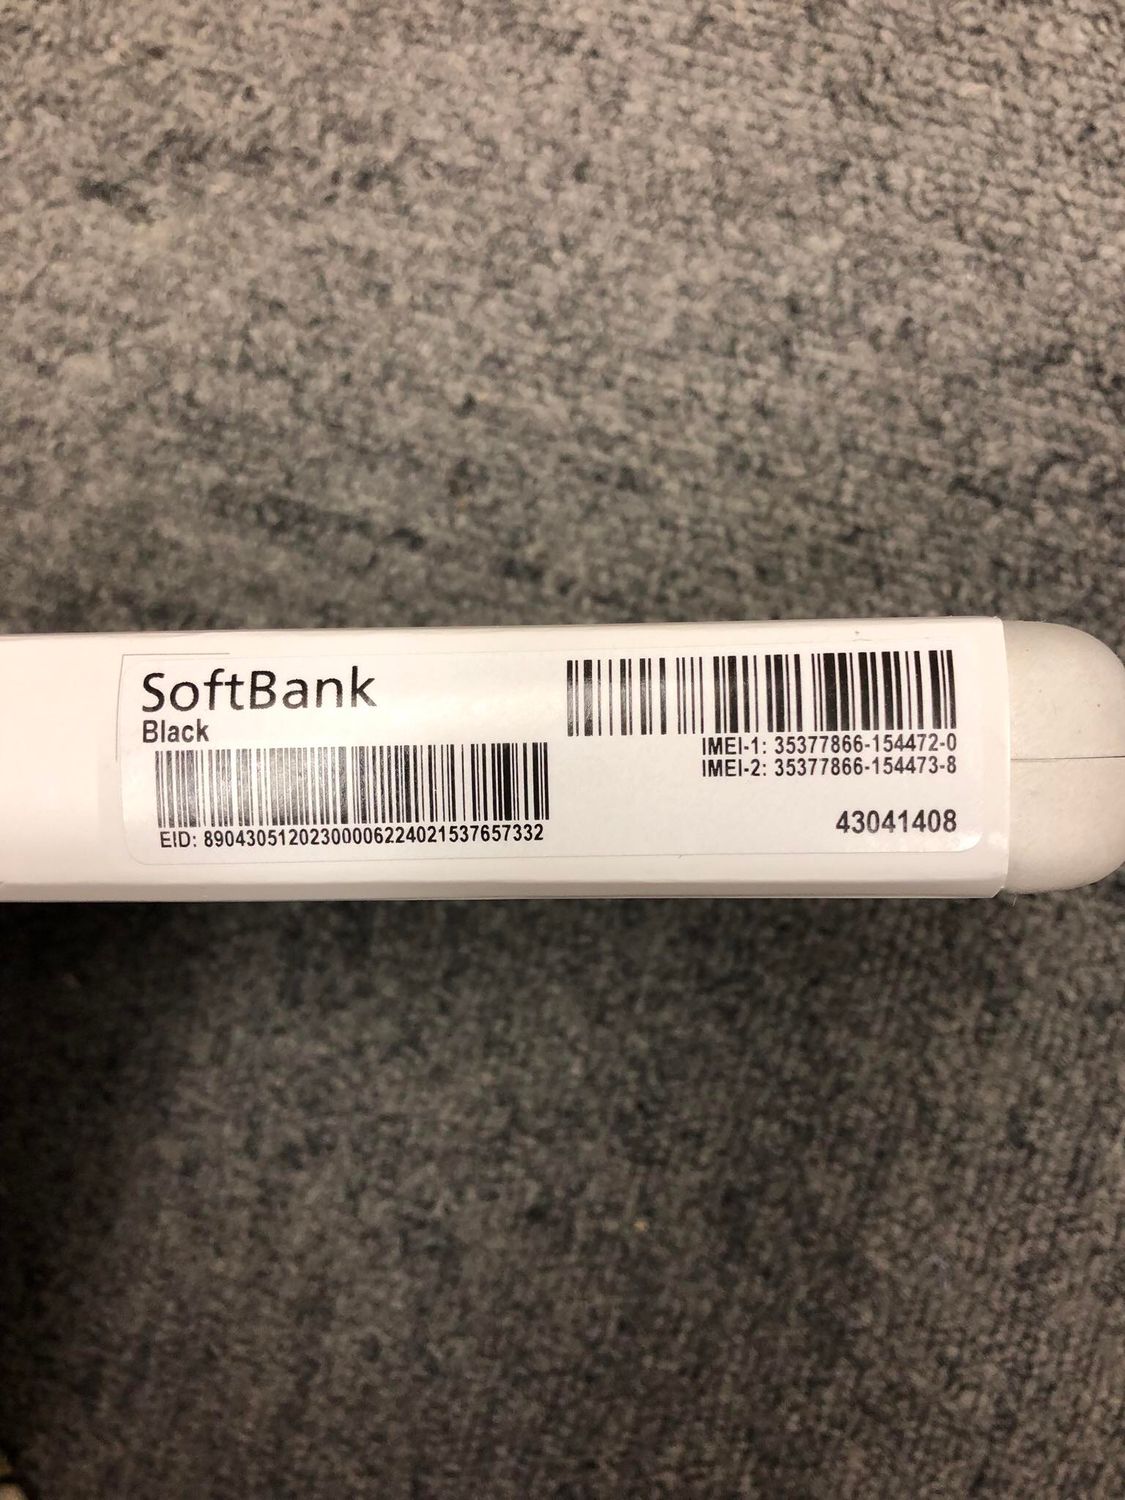 SoftBank
Black
EID: 89043051202300006224021537657332
IMEI-1: 35377866-154472-0
IMEI-2: 35377866-154473-8
43041408